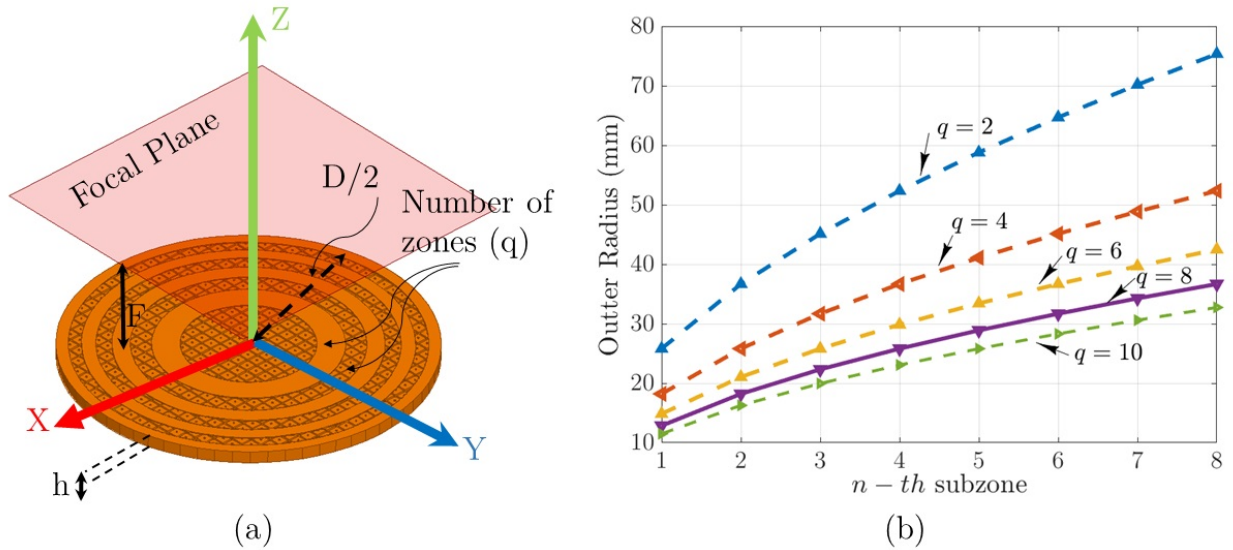 Z
Focal Plane
D/2
Number of
zones (q)
F
X
Y
h
(a)
80
70
60
50
40
30
20
10
Outter Radius (mm)
q = 2
q = 4
q = 6
q = 8
q = 10
1 2 3 4 5 6 7 8
n − th subzone
(b)